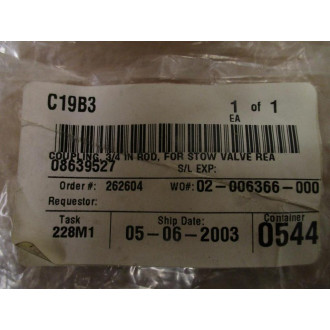 C19B3
1 of 1
EA
COUPLING, 3/4 IN ROD, FOR STOW VALVE REA
08639527
S/L EXP:
Order #: 262604 WO#: 02-006366-000
Requestor:
Task Ship Date: Container
228M1 05-06-2003 0544